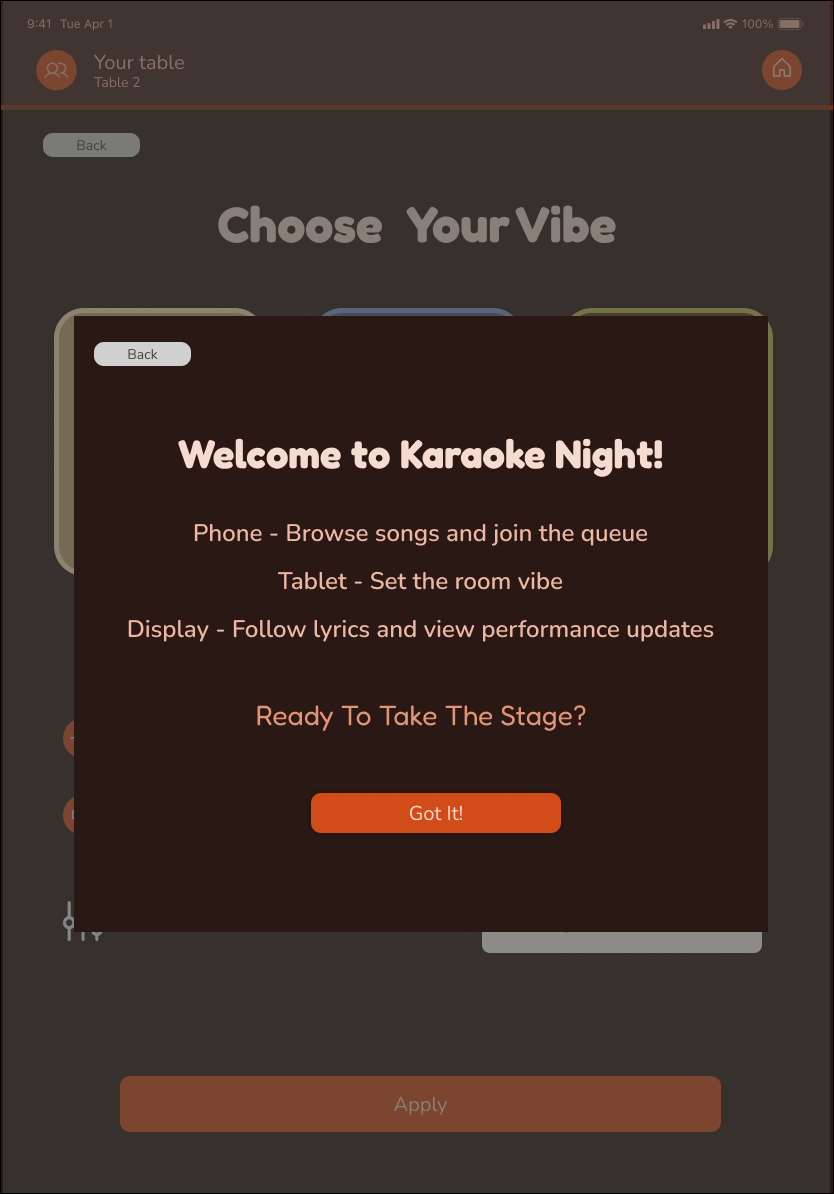 9:41 Tue Apr 1
100%
Your table
Table 2
Back
Choose Your Vibe
Back
Welcome to Karaoke Night!
Phone - Browse songs and join the queue
Tablet - Set the room vibe
Display - Follow lyrics and view performance updates
Ready To Take The Stage?
Got It!
Apply